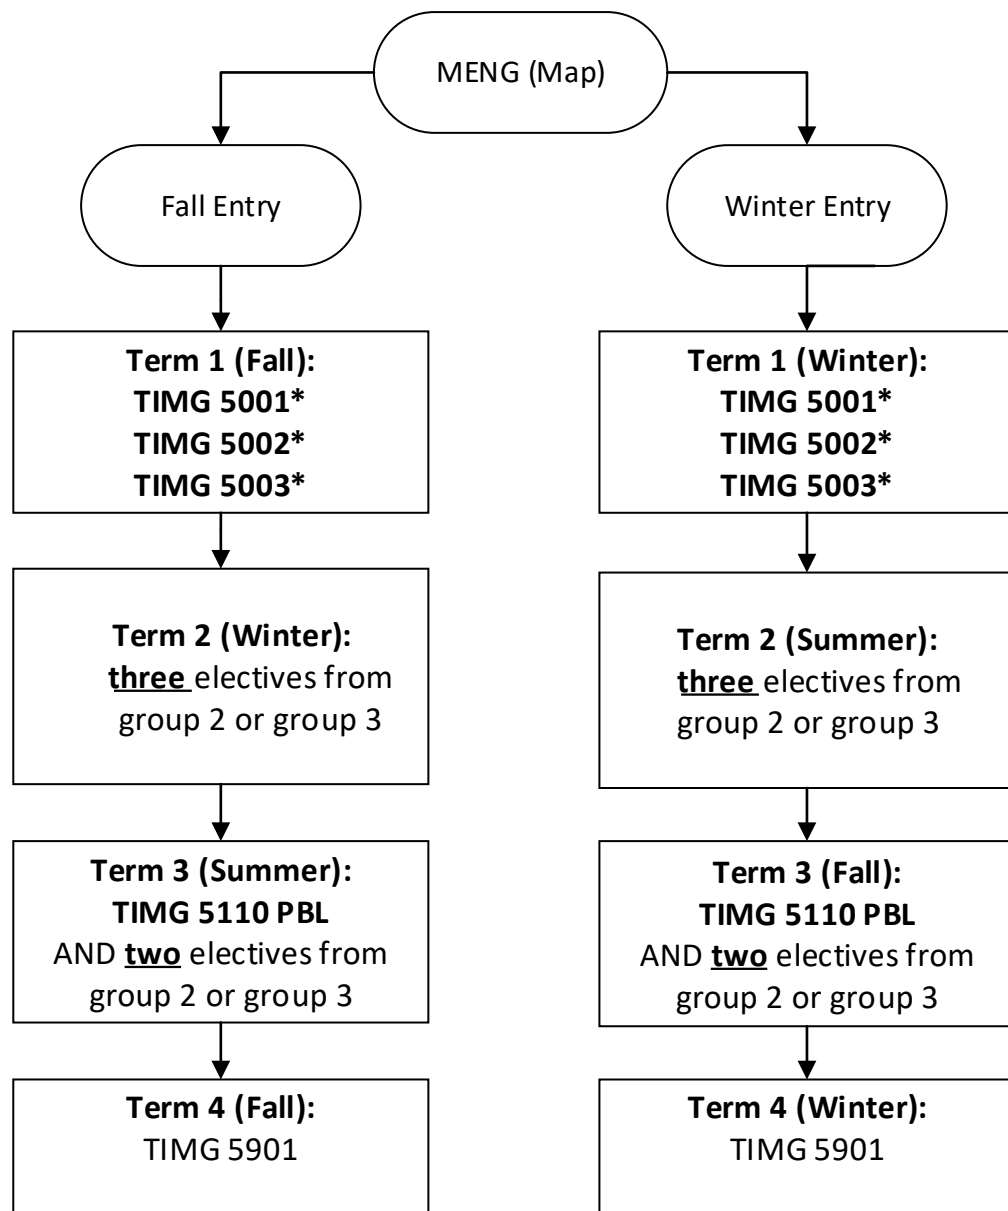 MENG (Map)
Fall Entry
Winter Entry
Term 1 (Fall):
TIMG 5001*
TIMG 5002*
TIMG 5003*
Term 1 (Winter):
TIMG 5001*
TIMG 5002*
TIMG 5003*
Term 2 (Winter):
three electives from
group 2 or group 3
Term 2 (Summer):
three electives from
group 2 or group 3
Term 3 (Summer):
TIMG 5110 PBL
AND two electives from
group 2 or group 3
Term 3 (Fall):
TIMG 5110 PBL
AND two electives from
group 2 or group 3
Term 4 (Fall):
TIMG 5901
Term 4 (Winter):
TIMG 5901